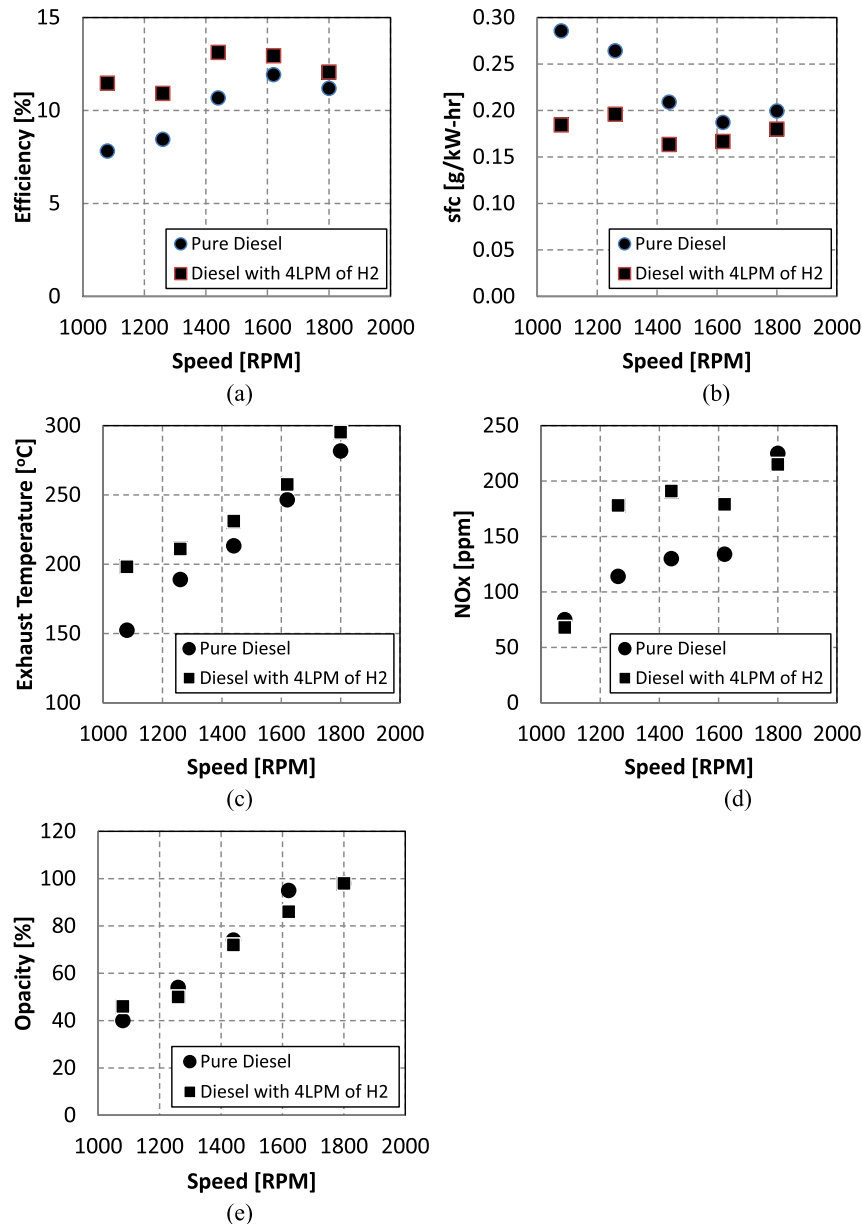 15
10
5
0
Efficiency [%]
Pure Diesel
Diesel with 4LPM of H2
1000 1200 1400 1600 1800 2000
Speed [RPM]
(a)
0.30
0.25
0.20
0.15
0.10
0.05
0.00
sfc [g/kW-hr]
Pure Diesel
Diesel with 4LPM of H2
1000 1200 1400 1600 1800 2000
Speed [RPM]
(b)
300
250
200
150
100
Exhaust Temperature [°C]
Pure Diesel
Diesel with 4LPM of H2
1000 1200 1400 1600 1800 2000
Speed [RPM]
(c)
250
200
150
100
50
0
NOx [ppm]
Pure Diesel
Diesel with 4LPM of H2
1000 1200 1400 1600 1800 2000
Speed [RPM]
(d)
120
100
80
60
40
20
0
Opacity [%]
Pure Diesel
Diesel with 4LPM of H2
1000 1200 1400 1600 1800 2000
Speed [RPM]
(e)